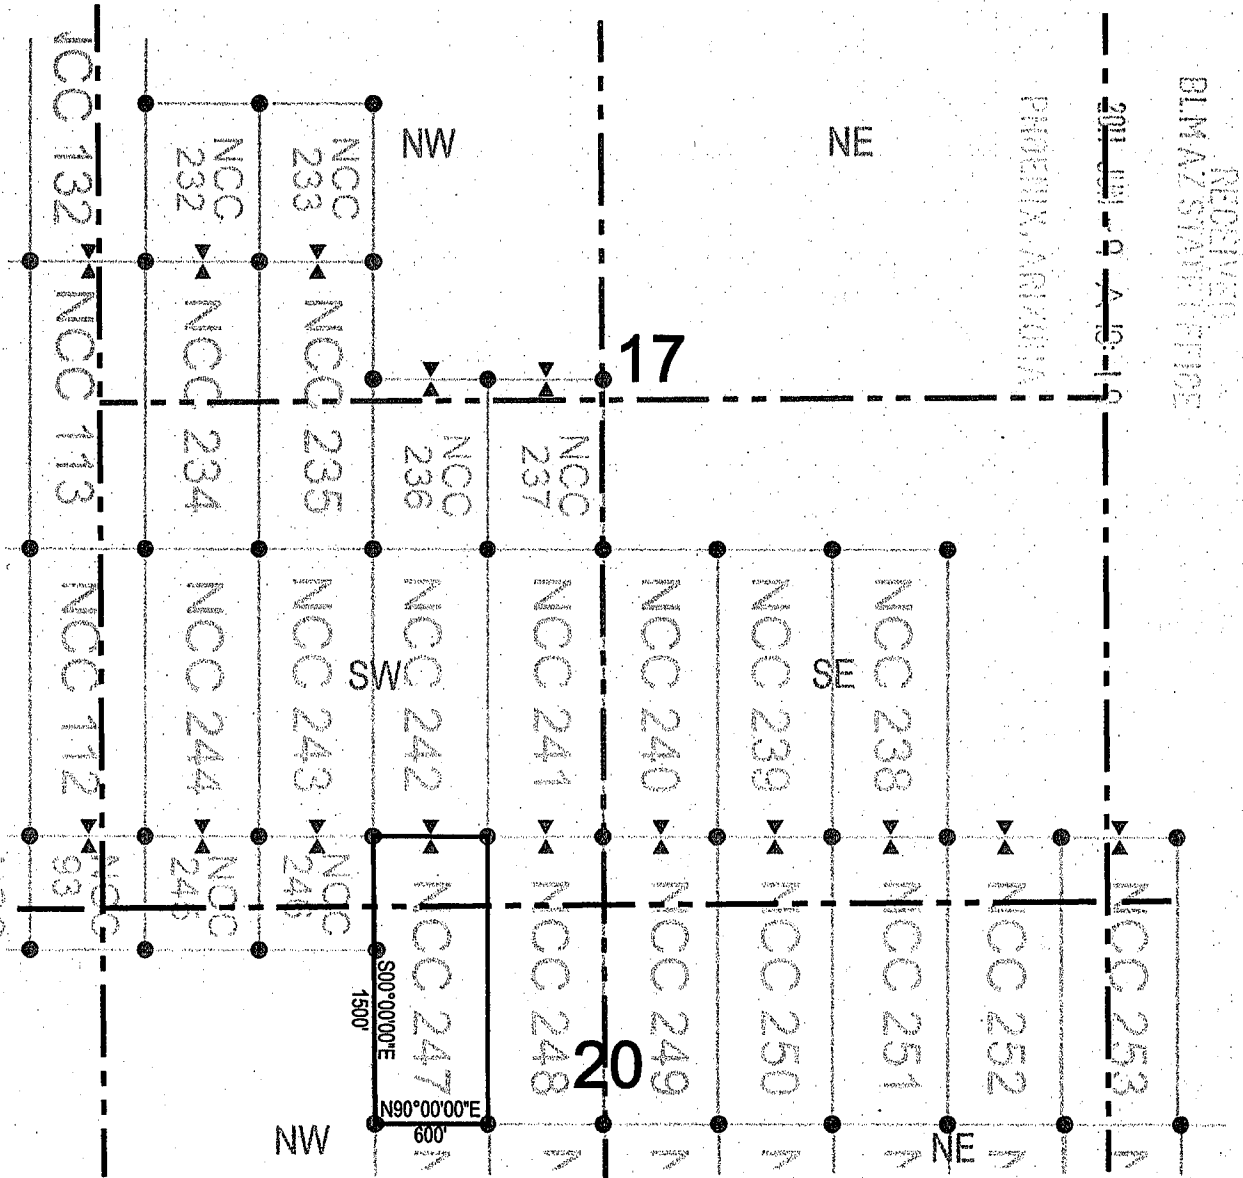 NCC 132
NCC
232
NCC
233
NW
NE
RECEIVED
BLM AZ STATE OFFICE
PHOENIX, ARIZONA
17
NCC 113
NCC 234
NCC 235
NCC
236
NCC
237
NCC 112
NCC 244
NCC 243
SW
NCC 242
NCC 241
NCC 240
NCC 239
SE
NCC 238
NCC
93
NCC
245
NCC
246
S00°00'00"E
1500'
NCC 247
N90°00'00"E
600'
NCC 248
20
NCC 249
NCC 250
NCC 251
NCC 252
NCC 253
NW
NE